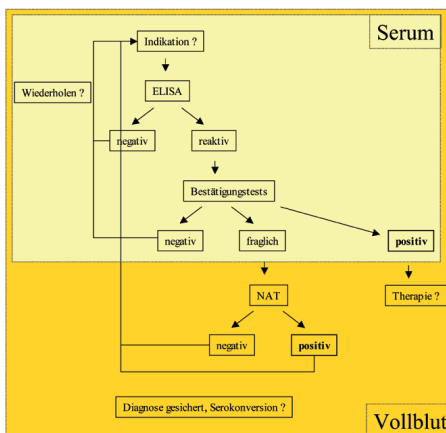 Serum
Indikation ?
Wiederholen ?
ELISA
negativ
reaktiv
Bestätigungstests
negativ
fraglich
positiv
NAT
Therapie ?
negativ
positiv
Diagnose gesichert, Serokonversion ?
Vollblut